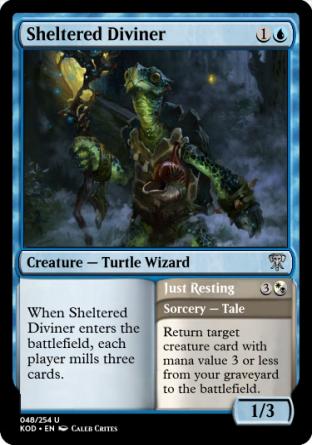 Sheltered Diviner 1
Creature — Turtle Wizard
When Sheltered
Diviner enters the
battlefield, each
player mills three
cards.
Just Resting 3
Sorcery — Tale
Return target
creature card with
mana value 3 or less
from your graveyard
to the battlefield.
1/3
048/254 U
KOD • EN CALEB CRITES